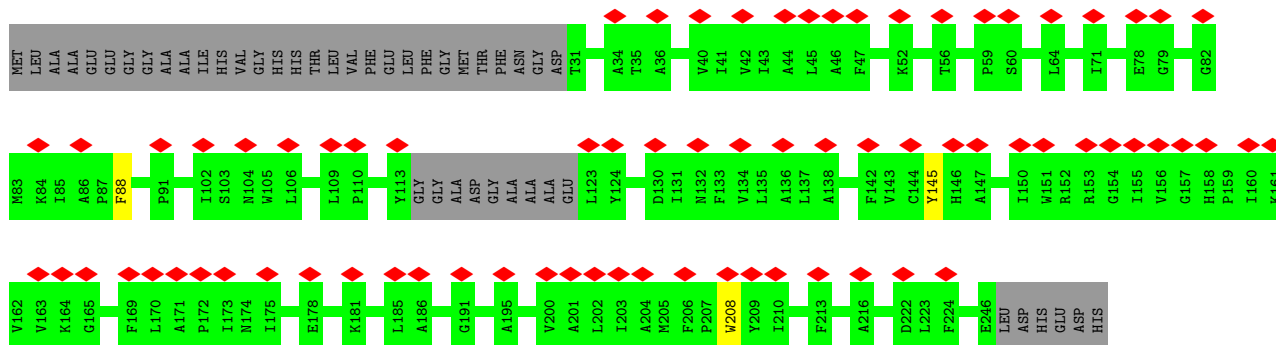 MET LEU ALA ALA GLU GLU GLY GLY ALA ALA ILE HIS VAL GLY HIS HIS THR LEU VAL PHE GLU LEU PHE GLY MET THR PHE ASN GLY ASP T31 A34 T35 A36 V40 I41 V42 I43 A44 L45 A46 F47 K52 T56 P59 S60 L64 I71 E78 G79 G82
M83 K84 I85 A86 P87 F88 P91 I102 S103 N104 W105 L106 L109 P110 Y113 GLY GLY ALA ASP GLY ALA ALA ALA GLU L123 Y124 D130 I131 N132 F133 V134 L135 A136 L137 A138 F142 V143 C144 Y145 H146 A147 I150 W151 R152 R153 G154 I155 V156 G157 H158 P159 I160 K161
V162 V163 K164 G165 F169 L170 A171 P172 I173 N174 I175 E178 K181 L185 A186 G191 A195 V200 A201 L202 I203 A204 M205 F206 P207 W208 Y209 I210 F213 A216 D222 L223 F224 E246 LEU ASP HIS GLU ASP HIS